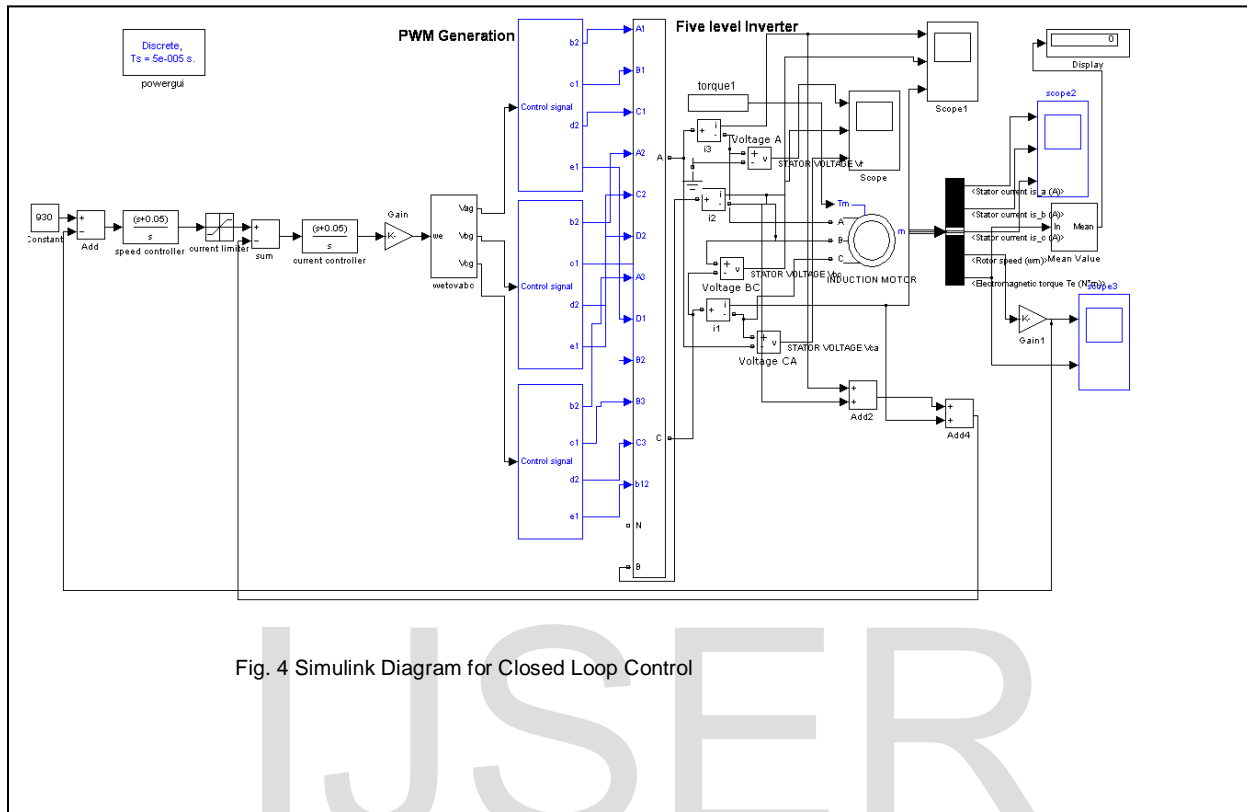 PWM Generation
Five level Inverter
Discrete,
Ts = 5e-005 s.
powergui
930
Constant
+
-
Add
(s+0.05)
s
speed controller
current limiter
+
-
sum
(s+0.05)
s
current controller
Gain
K-
we
Vag
Vbg
Vcg
wetovabc
Control signal
b2
c1
d2
e1
Control signal
b2
c1
d2
e1
Control signal
b2
c1
d2
e1
A1
B1
C1
A2
C2
D2
A3
D1
B2
B3
C3
b12
N
B
A
C
torque1
+
i
-
i3
Voltage A
+
-
v
STATOR VOLTAGE Vr
+
i
-
i2
+
-
v
STATOR VOLTAGE Vbc
Voltage BC
+
i
-
i1
+
-
v
STATOR VOLTAGE Vca
Voltage CA
Scope
Scope1
Tm
A
B
C
m
INDUCTION MOTOR
0
Display
scope2
<Stator current is_a (A)>
<Stator current is_b (A)>
<Stator current is_c (A)>
<Rotor speed (wm)>
<Electromagnetic torque Te (N*m)>
In
Mean
Mean Value
K-
Gain1
scope3
+
+
Add2
+
+
Add4
Fig. 4 Simulink Diagram for Closed Loop Control
IJSER